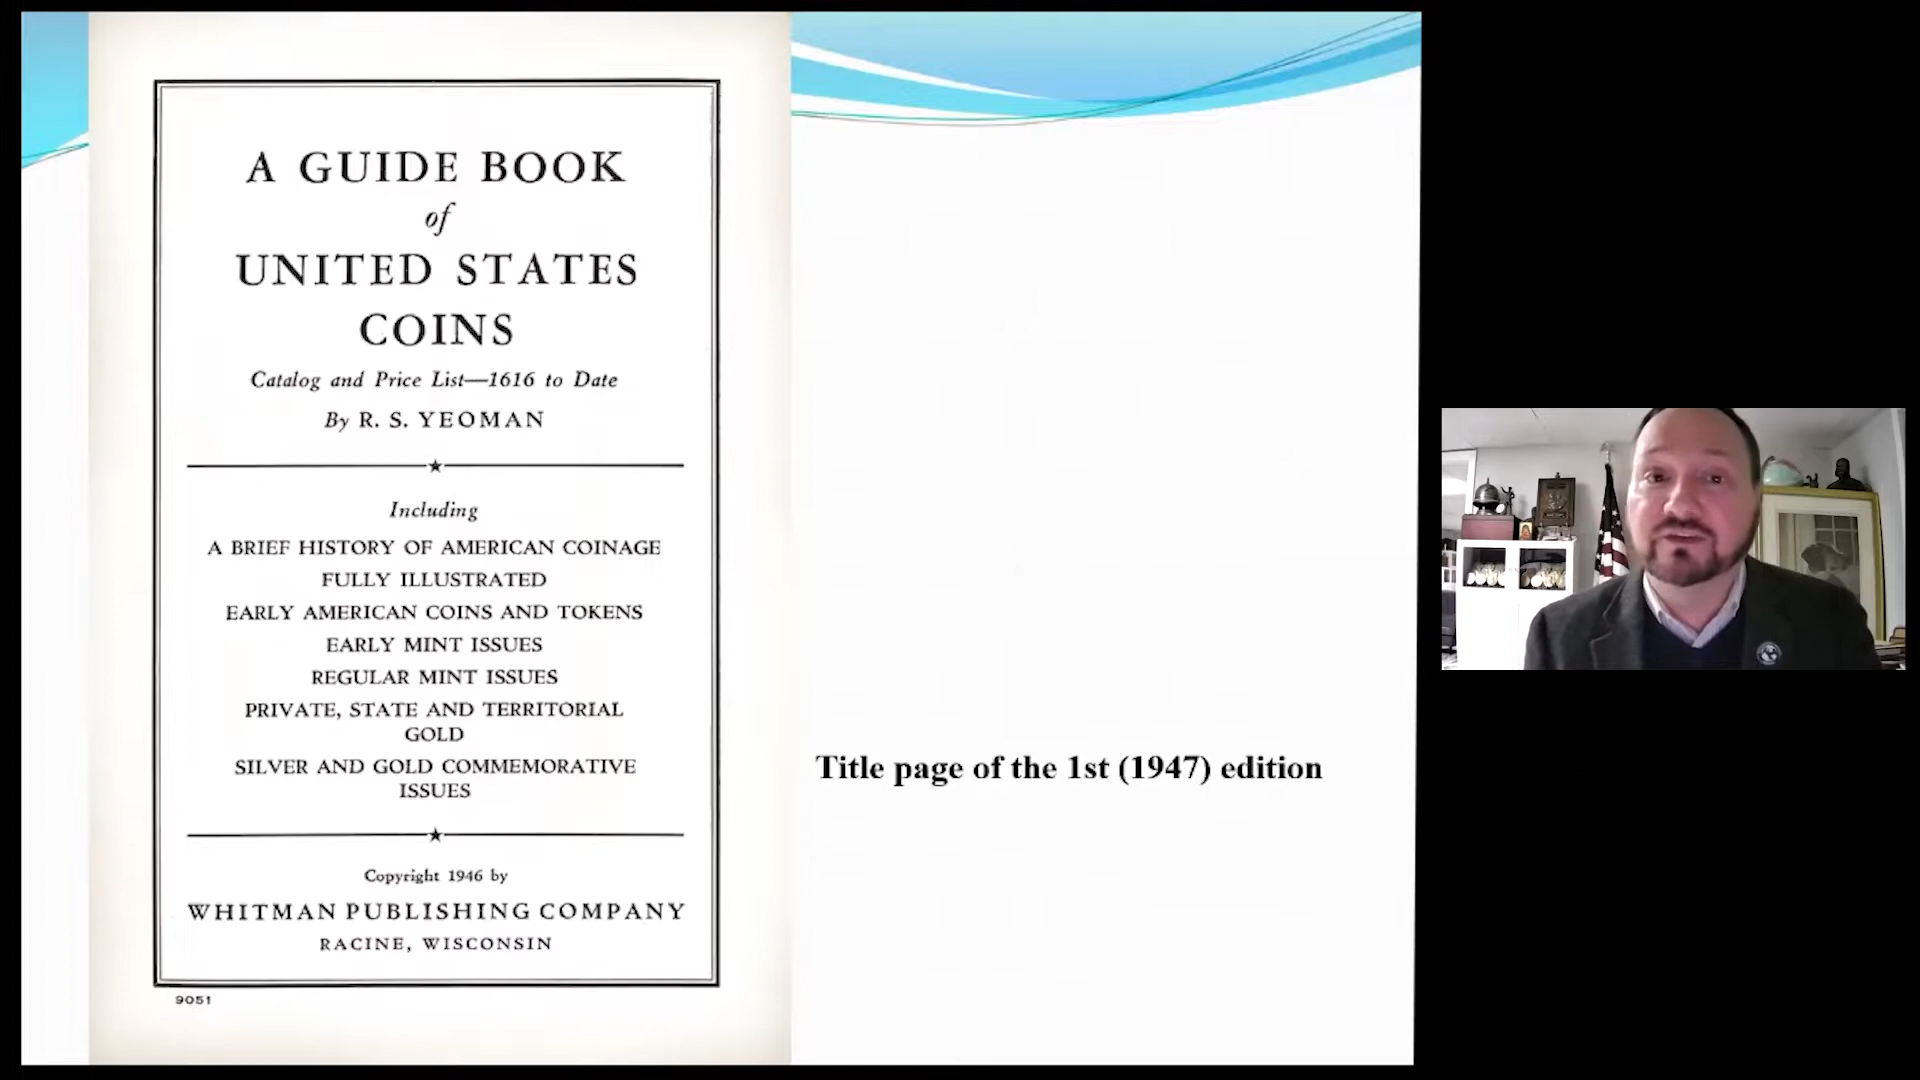 A GUIDE BOOK
of
UNITED STATES
COINS
Catalog and Price List—1616 to Date
By R. S. YEOMAN
Including
A BRIEF HISTORY OF AMERICAN COINAGE
FULLY ILLUSTRATED
EARLY AMERICAN COINS AND TOKENS
EARLY MINT ISSUES
REGULAR MINT ISSUES
PRIVATE, STATE AND TERRITORIAL
GOLD
SILVER AND GOLD COMMEMORATIVE
ISSUES
Copyright 1946 by
WHITMAN PUBLISHING COMPANY
RACINE, WISCONSIN
9051
Title page of the 1st (1947) edition